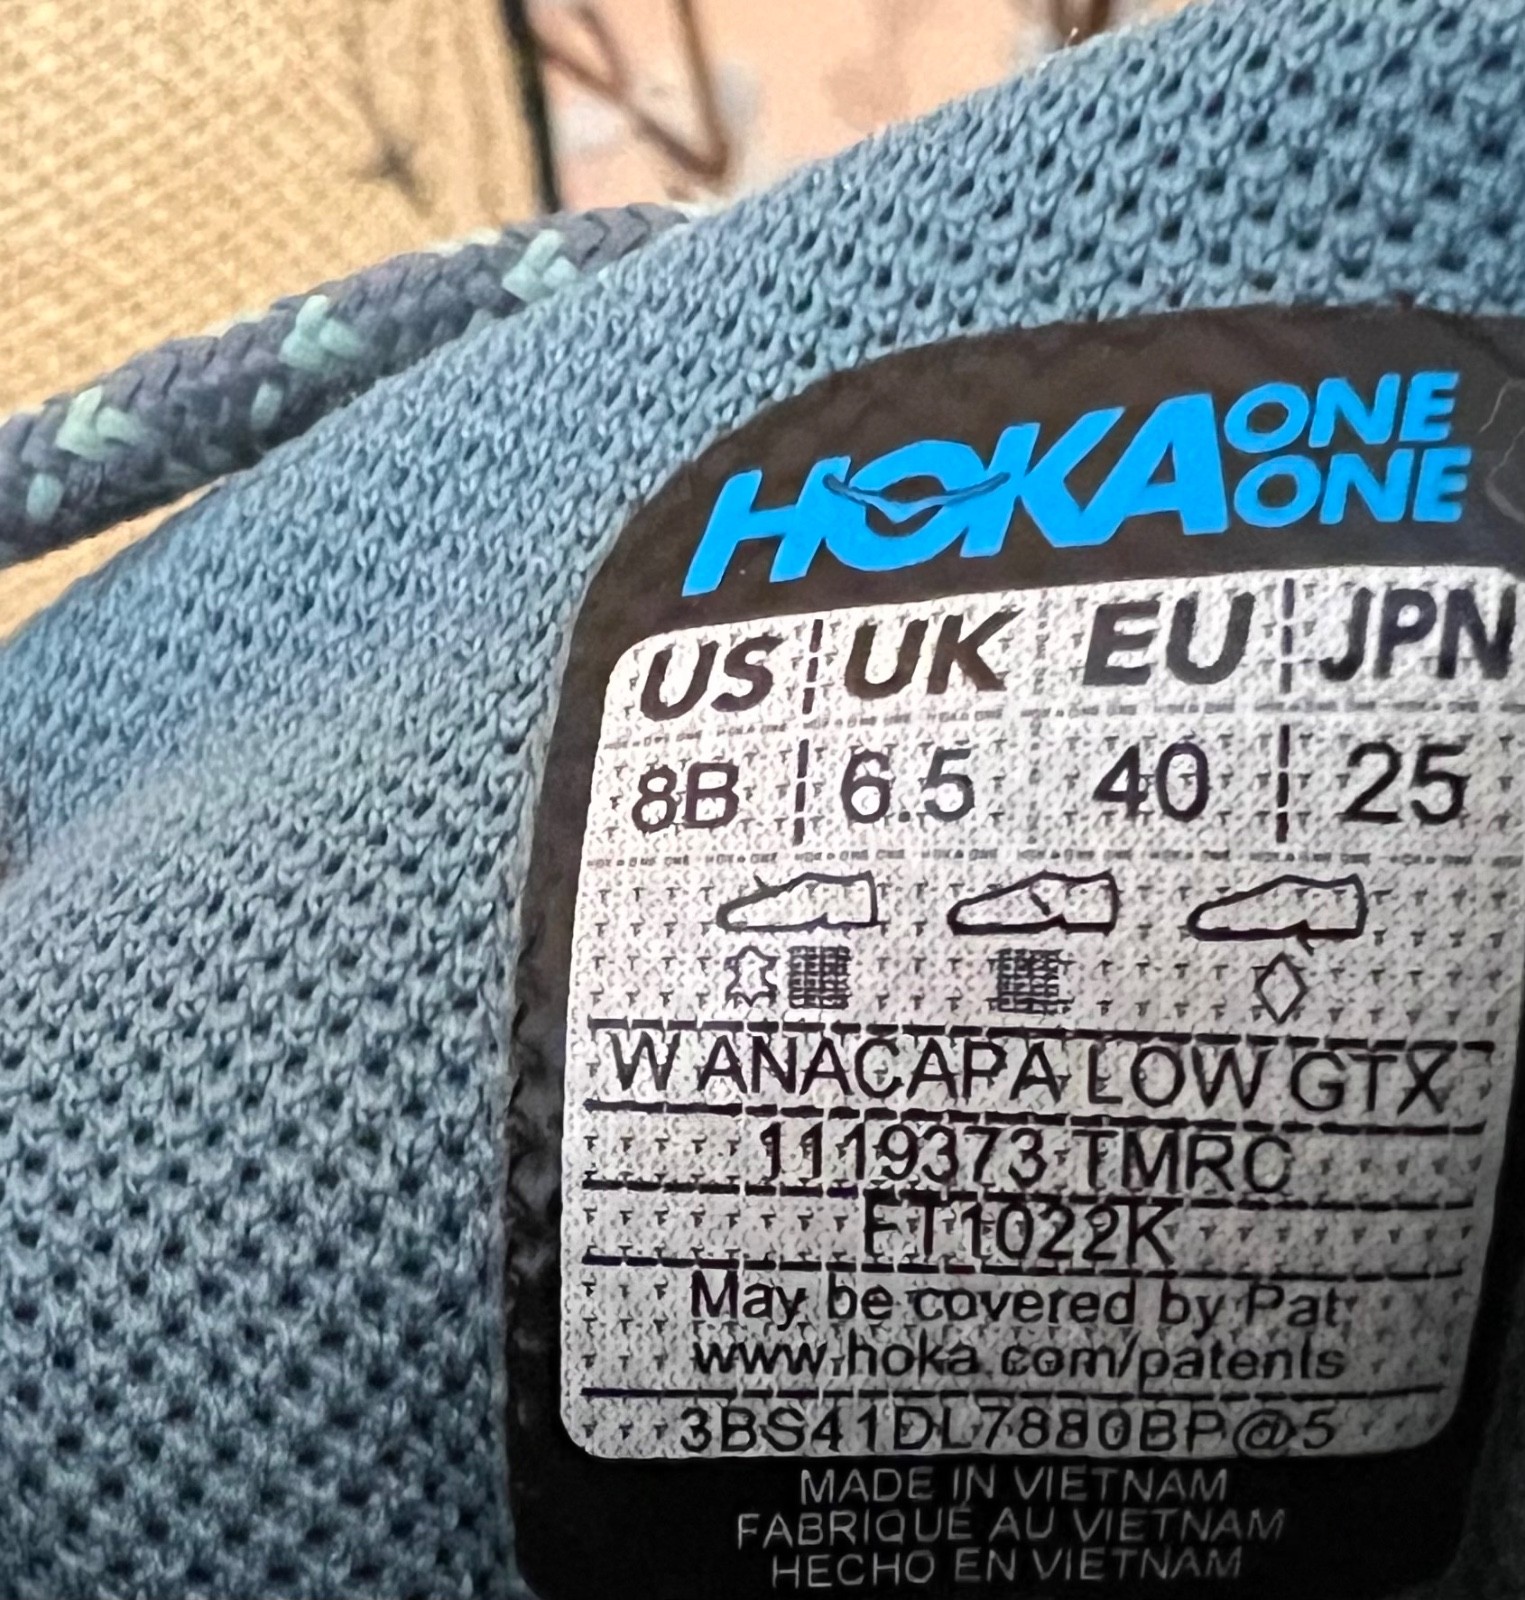 HOKA ONE ONE
US UK EU JPN
8B 6.5 40 25
W ANACAPA LOW GTX
1119373 TMRC
FT1022K
May be covered by Pat.
www.hoka.com/patents
3BS41DL7880BP@5
MADE IN VIETNAM
FABRIQUÉ AU VIETNAM
HECHO EN VIETNAM